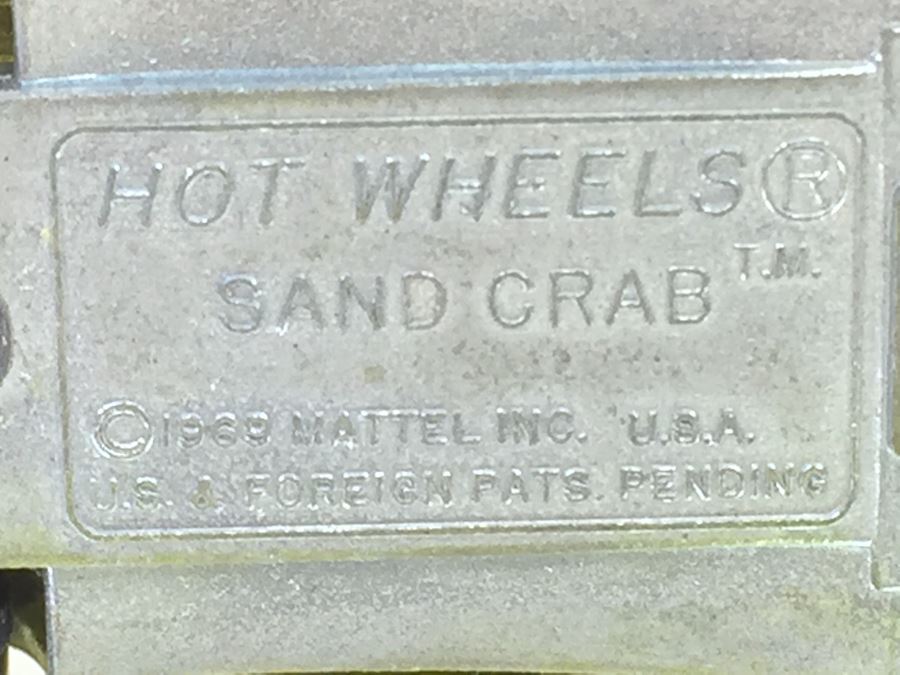 HOT WHEELS®
SAND CRAB T.M.
©1969 MATTEL INC. U.S.A.
U.S. & FOREIGN PATS. PENDING